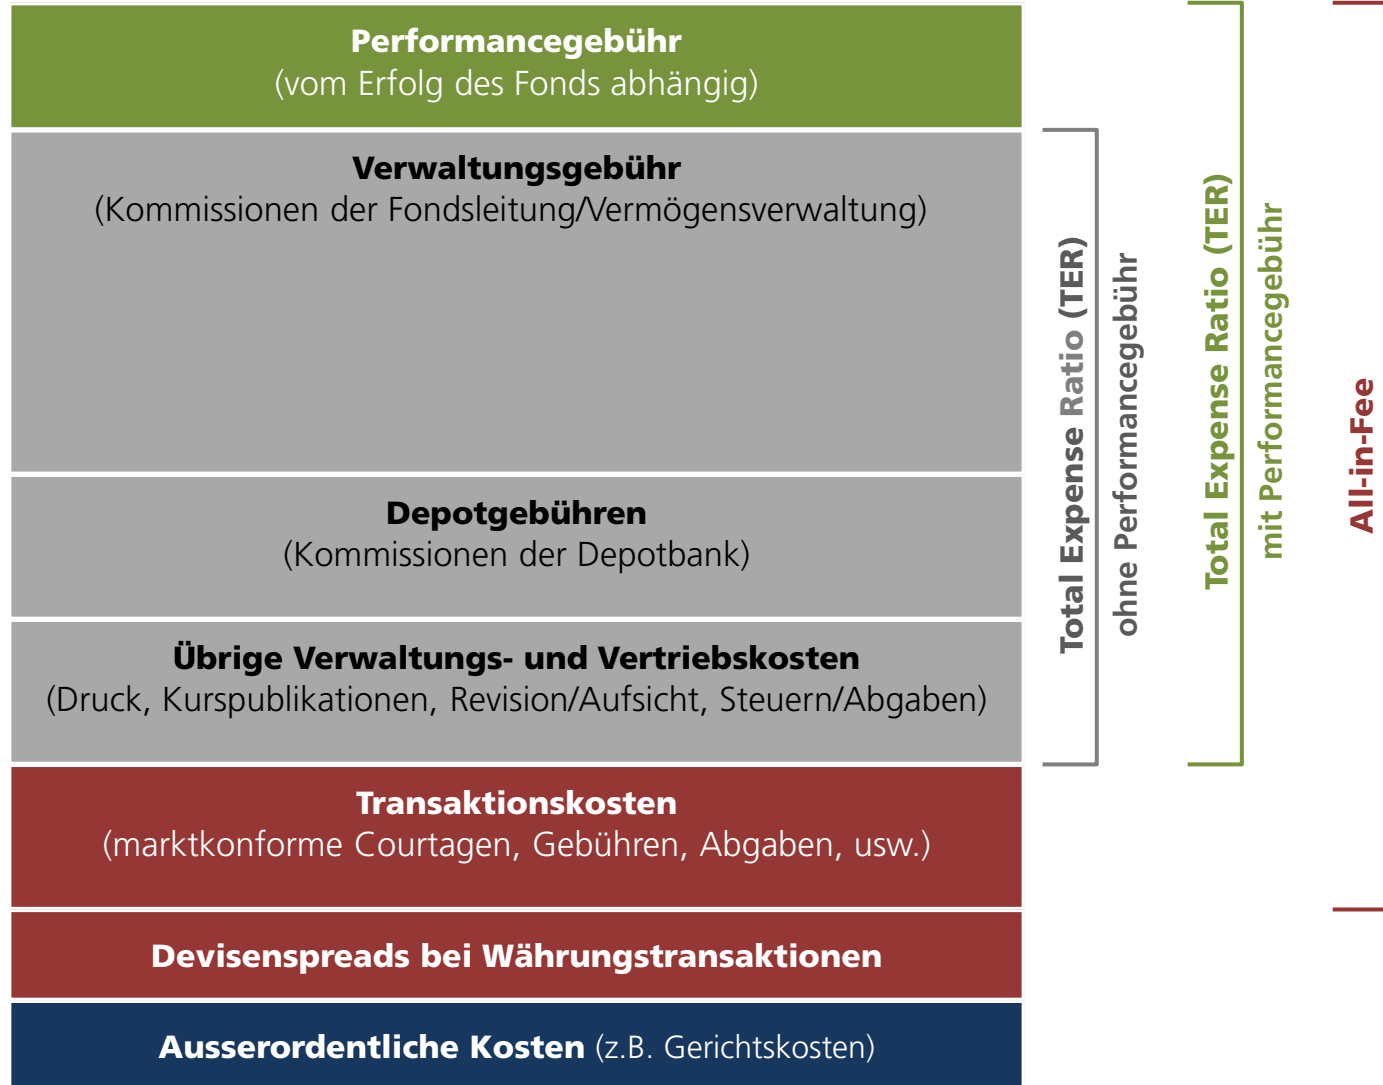 Performancegebühr
(vom Erfolg des Fonds abhängig)
Verwaltungsgebühr
(Kommissionen der Fondsleitung/Vermögensverwaltung)
Depotgebühren
(Kommissionen der Depotbank)
Übrige Verwaltungs- und Vertriebskosten
(Druck, Kurspublikationen, Revision/Aufsicht, Steuern/Abgaben)
Transaktionskosten
(marktkonforme Courtagen, Gebühren, Abgaben, usw.)
Devisenspreads bei Währungstransaktionen
Ausserordentliche Kosten (z.B. Gerichtskosten)
Total Expense Ratio (TER)
ohne Performancegebühr
Total Expense Ratio (TER)
mit Performancegebühr
All-in-Fee